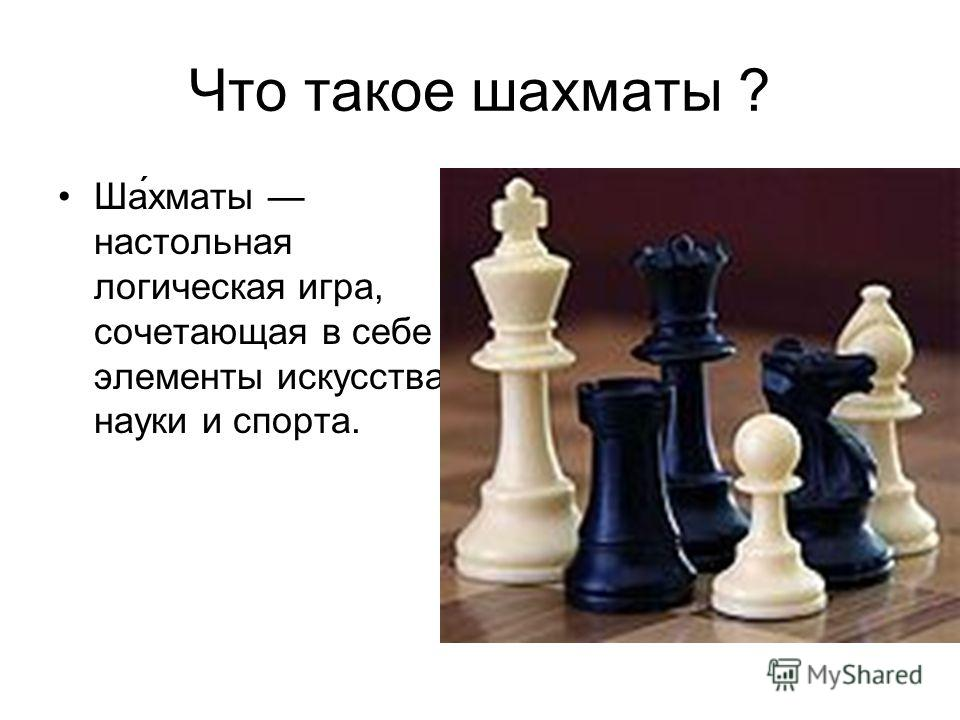 Что такое шахматы ?
• Ша́хматы —
настольная
логическая игра,
сочетающая в себе
элементы искусства
науки и спорта.
MyShared